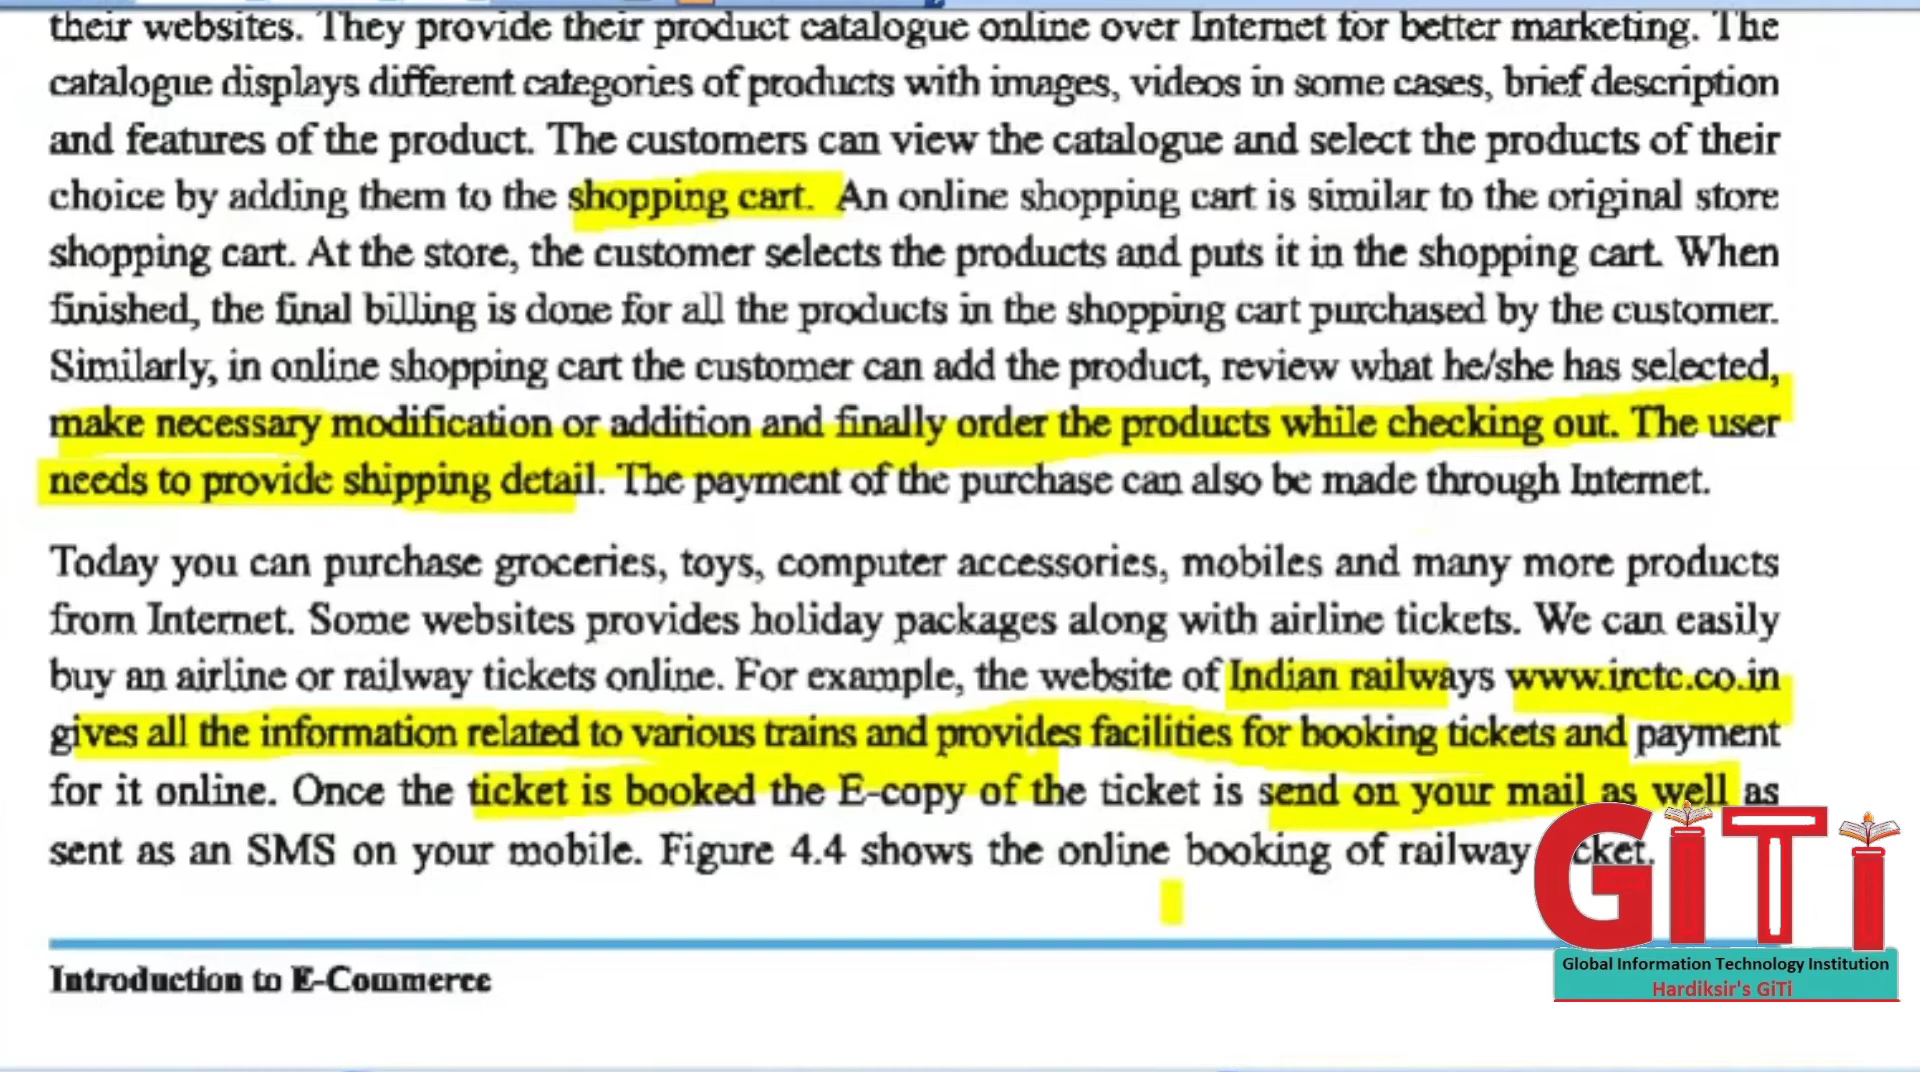 their websites. They provide their product catalogue online over Internet for better marketing. The
catalogue displays different categories of products with images, videos in some cases, brief description
and features of the product. The customers can view the catalogue and select the products of their
choice by adding them to the shopping cart. An online shopping cart is similar to the original store
shopping cart. At the store, the customer selects the products and puts it in the shopping cart. When
finished, the final billing is done for all the products in the shopping cart purchased by the customer.
Similarly, in online shopping cart the customer can add the product, review what he/she has selected,
make necessary modification or addition and finally order the products while checking out. The user
needs to provide shipping detail. The payment of the purchase can also be made through Internet.
Today you can purchase groceries, toys, computer accessories, mobiles and many more products
from Internet. Some websites provides holiday packages along with airline tickets. We can easily
buy an airline or railway tickets online. For example, the website of Indian railways www.irctc.co.in
gives all the information related to various trains and provides facilities for booking tickets and payment
for it online. Once the ticket is booked the E-copy of the ticket is send on your mail as well as
sent as an SMS on your mobile. Figure 4.4 shows the online booking of railway
Introduction to E-Commerce
GiTi
Global Information Technology Institution
Hardiksir's GiTi